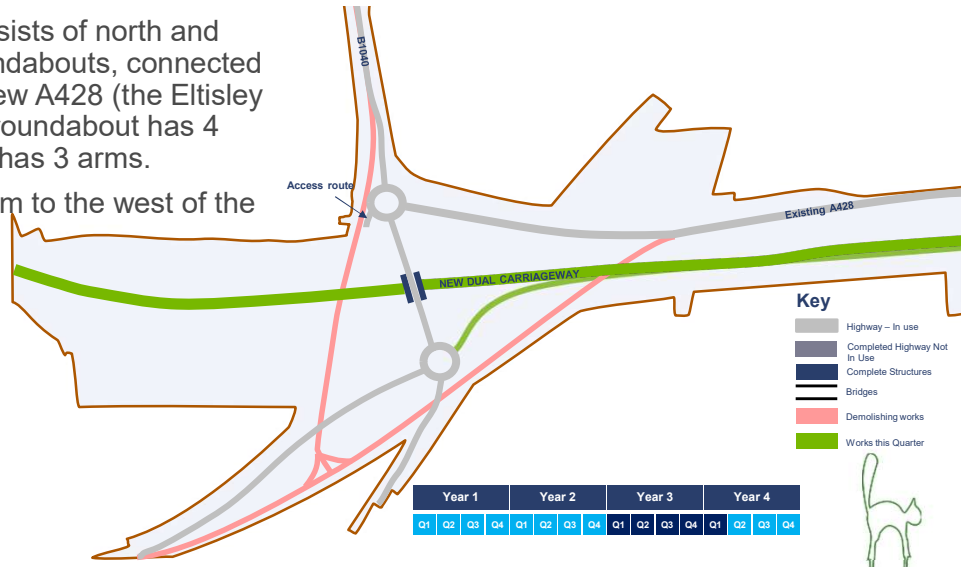 sists of north and
ndabouts, connected
ew A428 (the Eltisley
roundabout has 4
has 3 arms.
m to the west of the
B1040
Access route
Existing A428
NEW DUAL CARRIAGEWAY
Key
Highway – In use
Completed Highway Not
In Use
Complete Structures
Bridges
Demolishing works
Works this Quarter
Year 1 Year 2 Year 3 Year 4
Q1 Q2 Q3 Q4 Q1 Q2 Q3 Q4 Q1 Q2 Q3 Q4 Q1 Q2 Q3 Q4